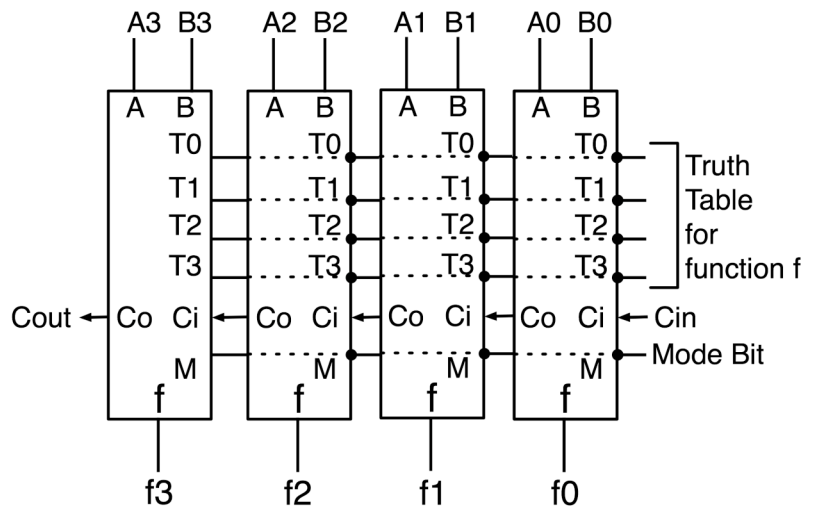 A3 B3 A2 B2 A1 B1 A0 B0
A B A B A B A B
T0 T0 T0 T0
T1 T1 T1 T1
T2 T2 T2 T2
T3 T3 T3 T3
Truth
Table
for
function f
Cout Co Ci Co Ci Co Ci Co Ci Cin
M M M M Mode Bit
f f f f
f3 f2 f1 f0